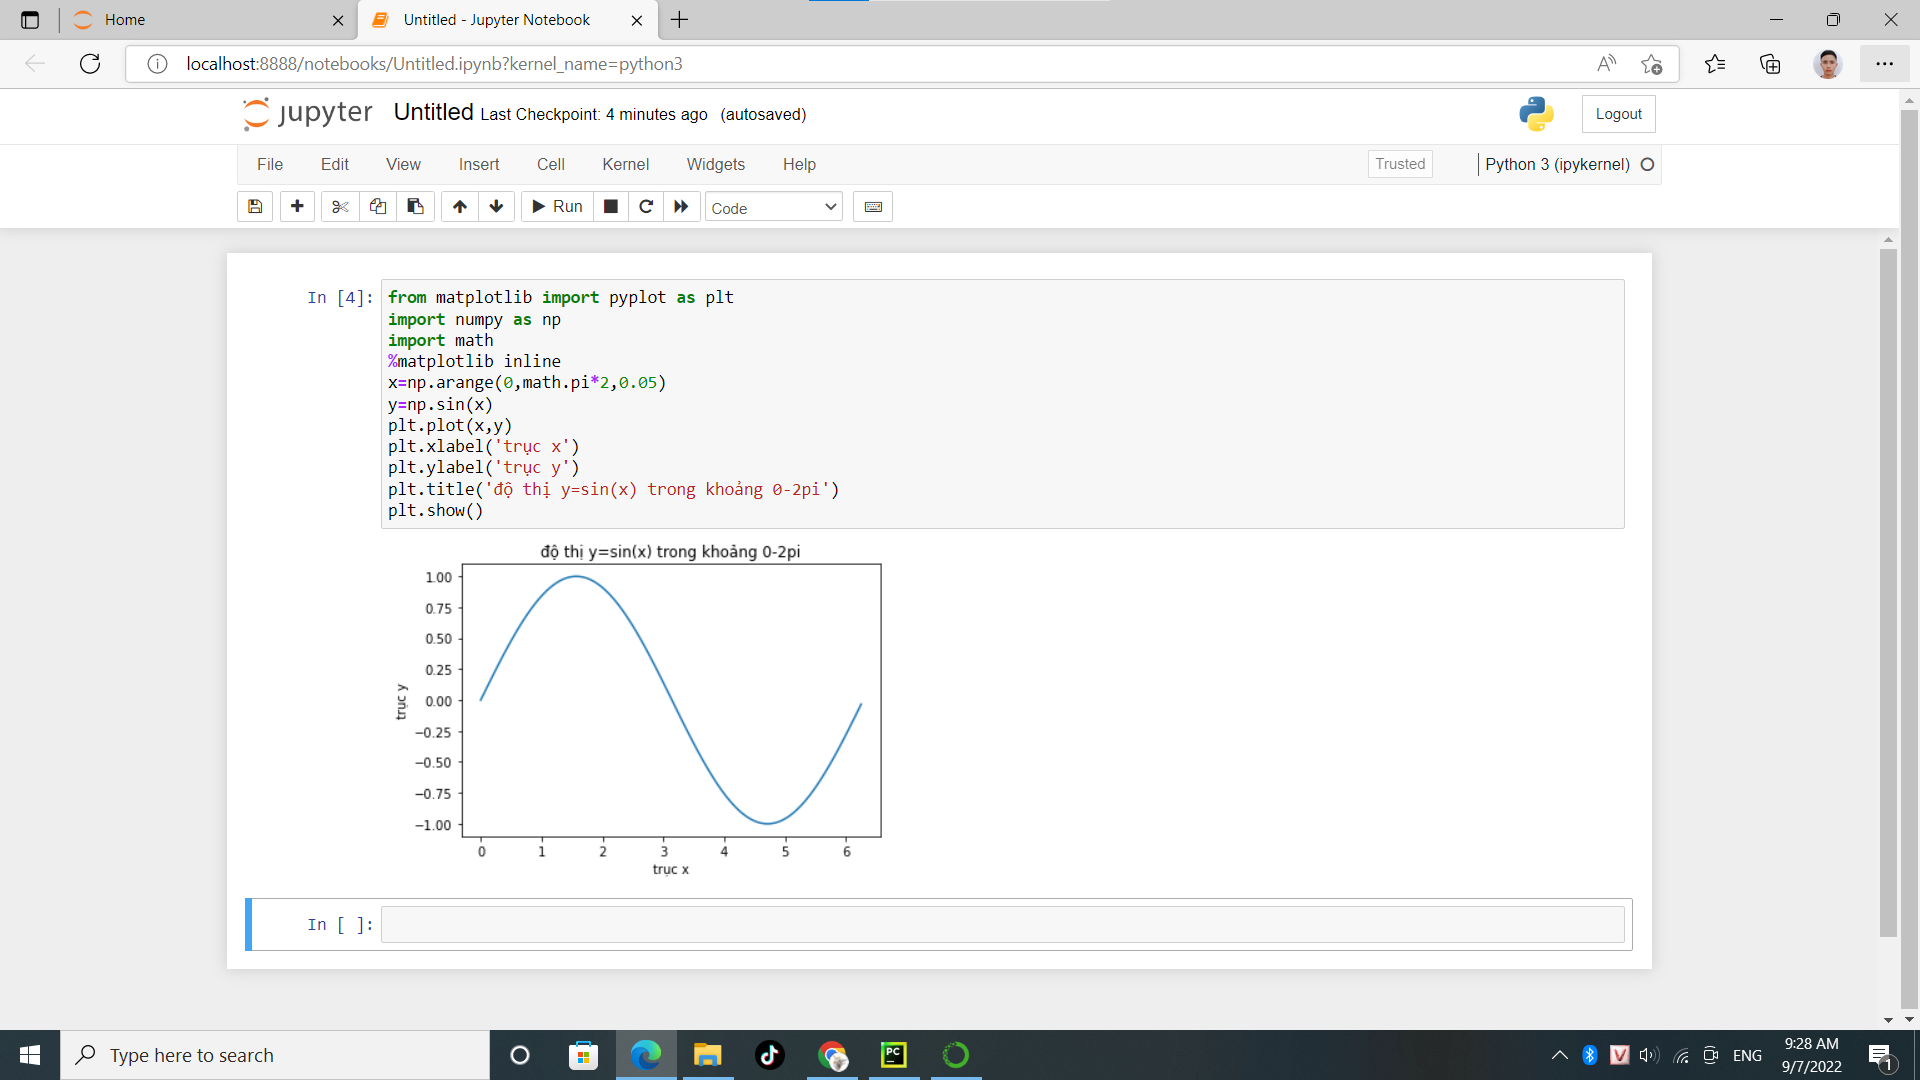 Home
Untitled - Jupyter Notebook
localhost:8888/notebooks/Untitled.ipynb?kernel_name=python3
jupyter Untitled Last Checkpoint: 4 minutes ago (autosaved)
Logout
File Edit View Insert Cell Kernel Widgets Help
Trusted
Python 3 (ipykernel)
Run
Code
In [4]:
from matplotlib import pyplot as plt
import numpy as np
import math
%matplotlib inline
x=np.arange(0,math.pi*2,0.05)
y=np.sin(x)
plt.plot(x,y)
plt.xlabel('trục x')
plt.ylabel('trục y')
plt.title('độ thị y=sin(x) trong khoảng 0-2pi')
plt.show()
độ thị y=sin(x) trong khoảng 0-2pi
1.00
0.75
0.50
0.25
0.00
−0.25
−0.50
−0.75
−1.00
trục y
0 1 2 3 4 5 6
trục x
In [ ]:
Type here to search
PC
ENG
9:28 AM
9/7/2022
1